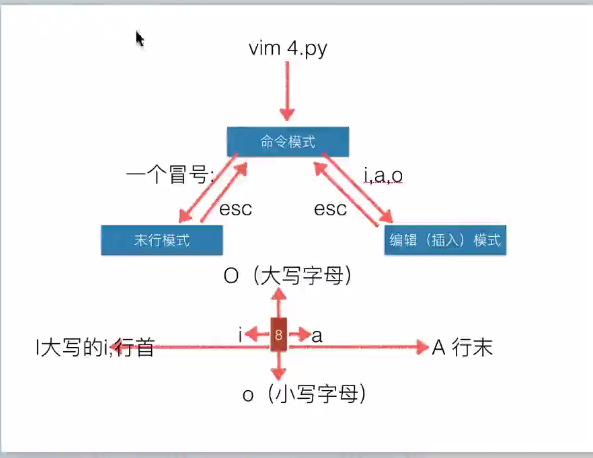 vim 4.py
命令模式
一个冒号:
i,a,o
esc
esc
末行模式
编辑（插入）模式
O（大写字母）
i
8
a
I大写的i,行首
A 行末
o（小写字母）